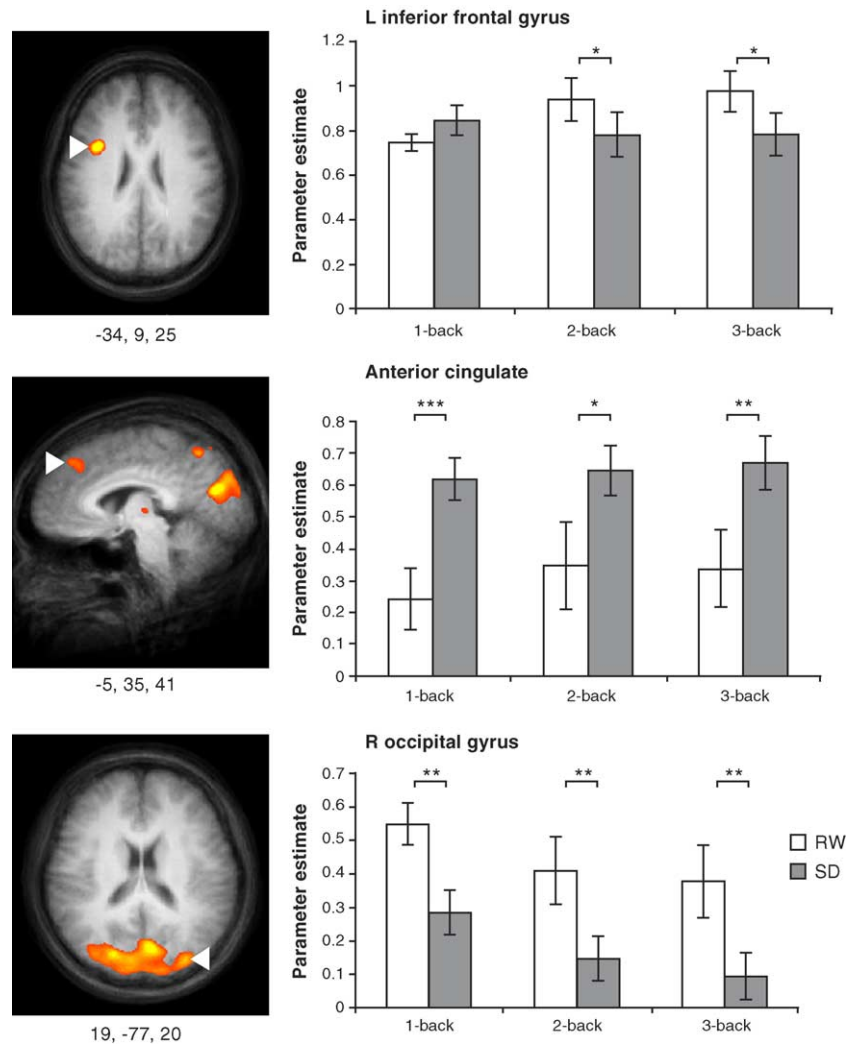 L inferior frontal gyrus
Parameter estimate
1.2
1
0.8
0.6
0.4
0.2
0
*
*
1-back
2-back
3-back
-34, 9, 25
Anterior cingulate
Parameter estimate
0.8
0.7
0.6
0.5
0.4
0.3
0.2
0.1
0
***
*
**
1-back
2-back
3-back
-5, 35, 41
R occipital gyrus
Parameter estimate
0.7
0.6
0.5
0.4
0.3
0.2
0.1
0
**
**
**
RW
SD
1-back
2-back
3-back
19, -77, 20